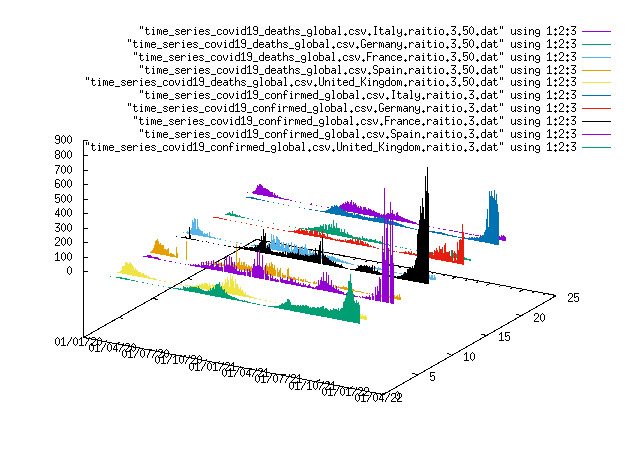 "time_series_covid19_deaths_global.csv.Italy.raitio.3.50.dat" using 1:2:3
"time_series_covid19_deaths_global.csv.Germany.raitio.3.50.dat" using 1:2:3
"time_series_covid19_deaths_global.csv.France.raitio.3.50.dat" using 1:2:3
"time_series_covid19_deaths_global.csv.Spain.raitio.3.50.dat" using 1:2:3
"time_series_covid19_deaths_global.csv.United_Kingdom.raitio.3.50.dat" using 1:2:3
"time_series_covid19_confirmed_global.csv.Italy.raitio.3.dat" using 1:2:3
"time_series_covid19_confirmed_global.csv.Germany.raitio.3.dat" using 1:2:3
"time_series_covid19_confirmed_global.csv.France.raitio.3.dat" using 1:2:3
"time_series_covid19_confirmed_global.csv.Spain.raitio.3.dat" using 1:2:3
"time_series_covid19_confirmed_global.csv.United_Kingdom.raitio.3.dat" using 1:2:3
900
800
700
600
500
400
300
200
100
0
01/01/20
01/04/20
01/07/20
01/10/20
01/01/21
01/04/21
01/07/21
01/10/21
01/01/22
01/04/22
0
5
10
15
20
25